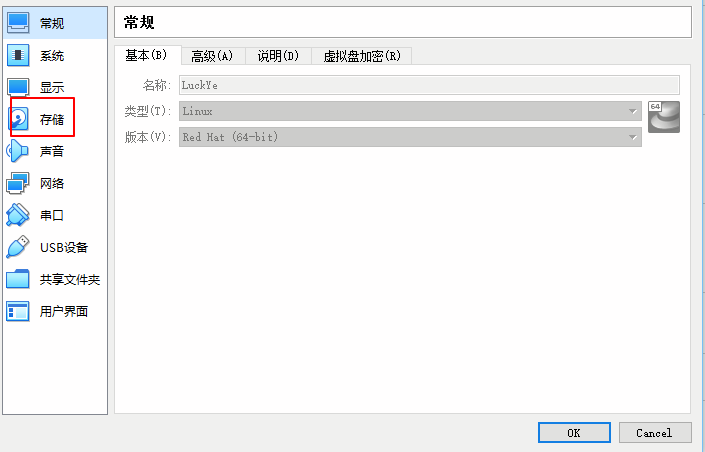 常规
系统
显示
存储
声音
网络
串口
USB设备
共享文件夹
用户界面
常规
基本(B) 高级(A) 说明(D) 虚拟盘加密(R)
名称: LuckYe
类型(T): Linux
64
版本(V): Red Hat (64-bit)
OK Cancel